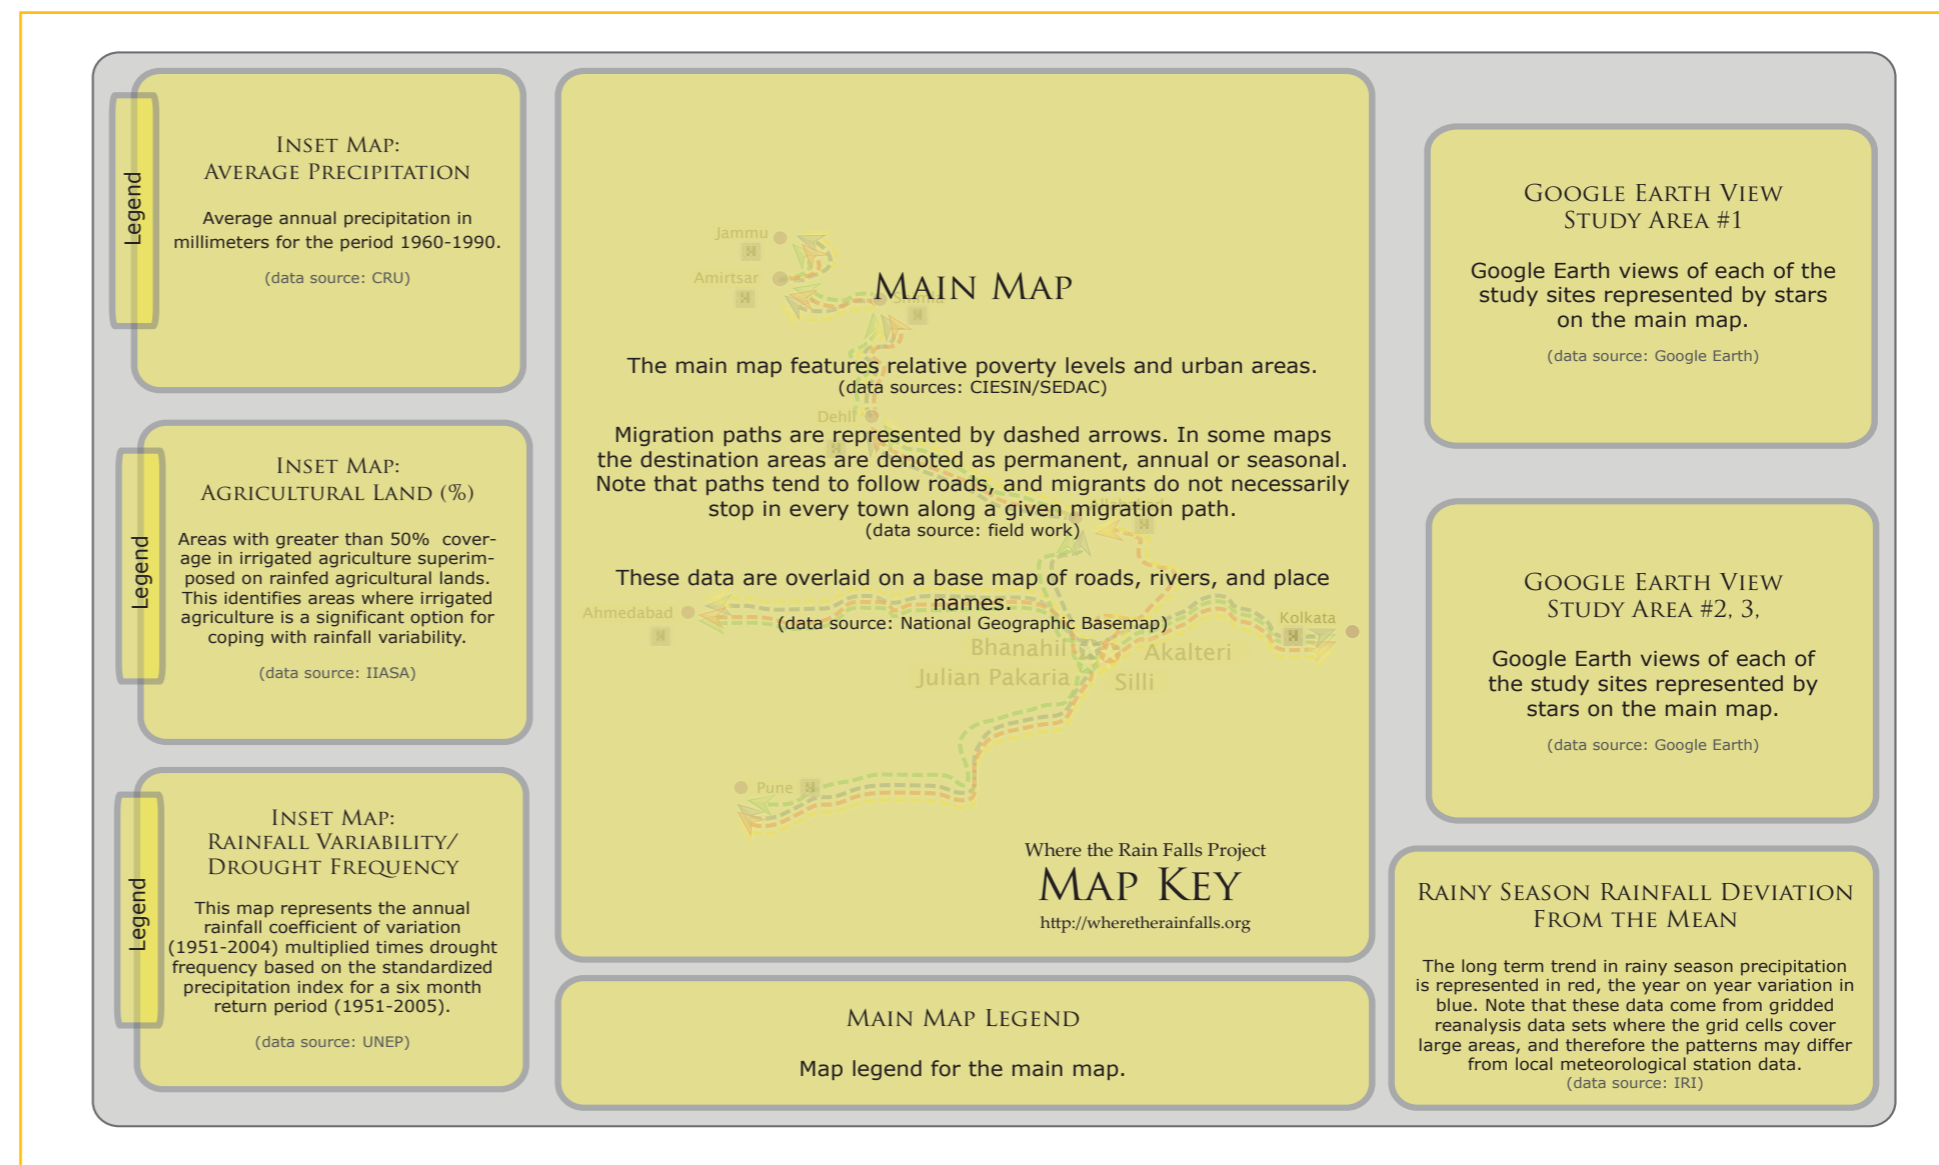 Legend
INSET MAP:
AVERAGE PRECIPITATION
Average annual precipitation in
millimeters for the period 1960-1990.
(data source: CRU)
Legend
INSET MAP:
AGRICULTURAL LAND (%)
Areas with greater than 50%  cover-
age in irrigated agriculture superim-
posed on rainfed agricultural lands.
This identifies areas where irrigated
agriculture is a significant option for
coping with rainfall variability.
(data source: IIASA)
Legend
INSET MAP:
RAINFALL VARIABILITY/
DROUGHT FREQUENCY
This map represents the annual
rainfall coefficient of variation
(1951-2004) multiplied times drought
frequency based on the standardized
precipitation index for a six month
return period (1951-2005).
(data source: UNEP)
MAIN MAP
The main map features relative poverty levels and urban areas.
(data sources: CIESIN/SEDAC)
Migration paths are represented by dashed arrows. In some maps
the destination areas are denoted as permanent, annual or seasonal.
Note that paths tend to follow roads, and migrants do not necessarily
stop in every town along a given migration path.
(data source: field work)
These data are overlaid on a base map of roads, rivers, and place
names.
(data source: National Geographic Basemap)
Jammu
Amirtsar
Shimla
Dehli
Allahabad
Ahmedabad
Kolkata
Bhanahil
Akalteri
Julian Pakaria
Silli
Pune
Where the Rain Falls Project
MAP KEY
http://wheretherainfalls.org
MAIN MAP LEGEND
Map legend for the main map.
GOOGLE EARTH VIEW
STUDY AREA #1
Google Earth views of each of the
study sites represented by stars
on the main map.
(data source: Google Earth)
GOOGLE EARTH VIEW
STUDY AREA #2, 3,
Google Earth views of each of
the study sites represented by
stars on the main map.
(data source: Google Earth)
RAINY SEASON RAINFALL DEVIATION
FROM THE MEAN
The long term trend in rainy season precipitation
is represented in red, the year on year variation in
blue. Note that these data come from gridded
reanalysis data sets where the grid cells cover
large areas, and therefore the patterns may differ
from local meteorological station data.
(data source: IRI)